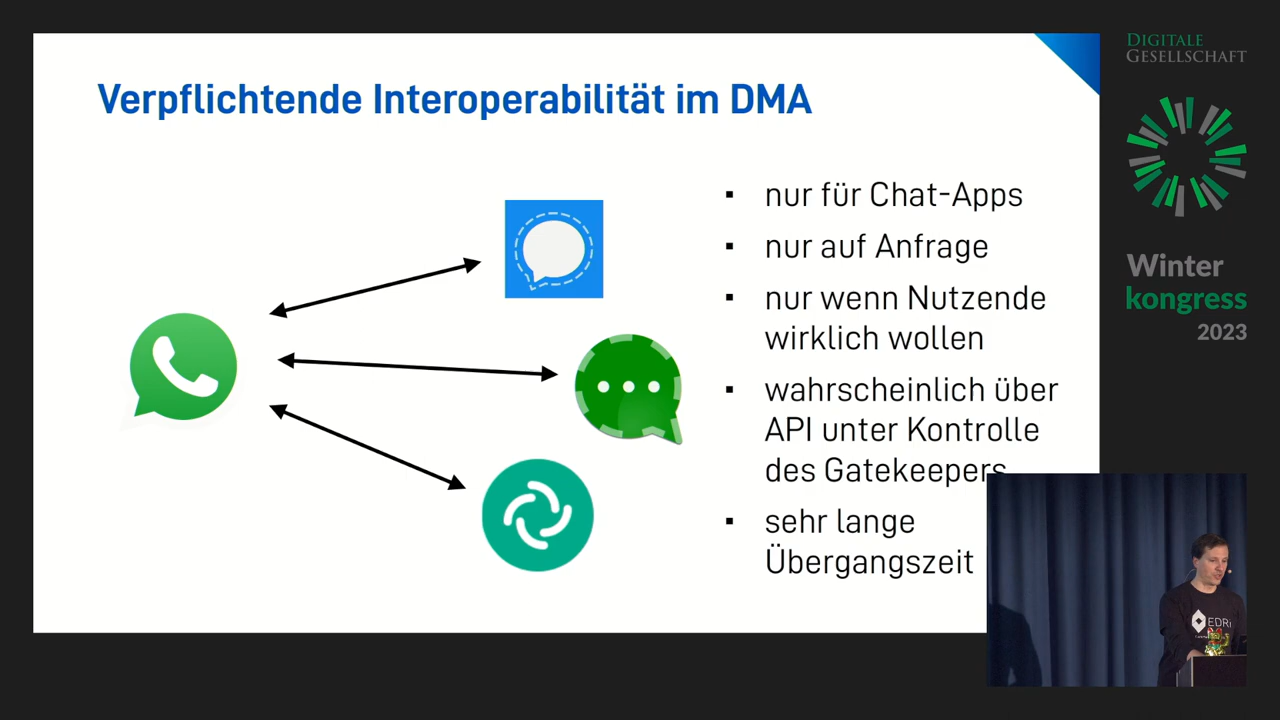 Verpflichtende Interoperabilität im DMA
▪ nur für Chat-Apps
▪ nur auf Anfrage
▪ nur wenn Nutzende
wirklich wollen
▪ wahrscheinlich über
API unter Kontrolle
des Gatekeepers
▪ sehr lange
Übergangszeit
DIGITALE
GESELLSCHAFT
Winter
kongress
2023
EDRi